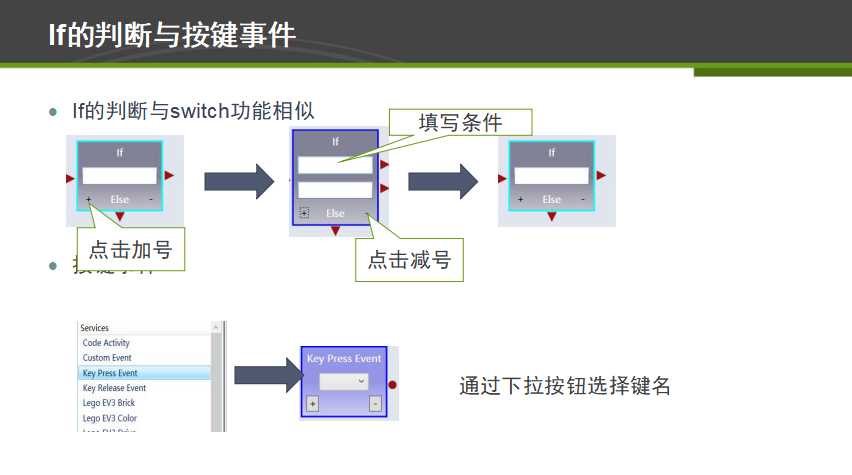 If的判断与按键事件
If的判断与switch功能相似
填写条件
If
If
If
+ Else -
Else
+ Else -
点击加号
点击减号
Services
Code Activity
Custom Event
Key Press Event
Key Release Event
Lego EV3 Brick
Lego EV3 Color
Key Press Event
+ -
通过下拉按钮选择键名